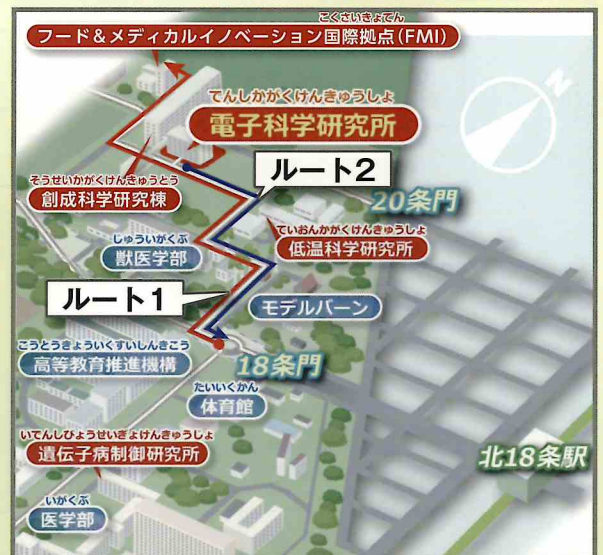 こくさいきょてん
フード＆メディカルイノベーション国際拠点(FMI)
N
でんしかがくけんきゅうしょ
電子科学研究所
ルート2
そうせいかがくけんきゅうとう
創成科学研究棟
20条門
ていおんかがくけんきゅうしょ
低温科学研究所
じゅういがくぶ
獣医学部
ルート1
モデルバーン
こうとうきょういくすいしんきこう
高等教育推進機構
18条門
たいいくかん
体育館
いでんしびょうせいぎょけんきゅうじょ
遺伝子病制御研究所
北18条駅
いがくぶ
医学部